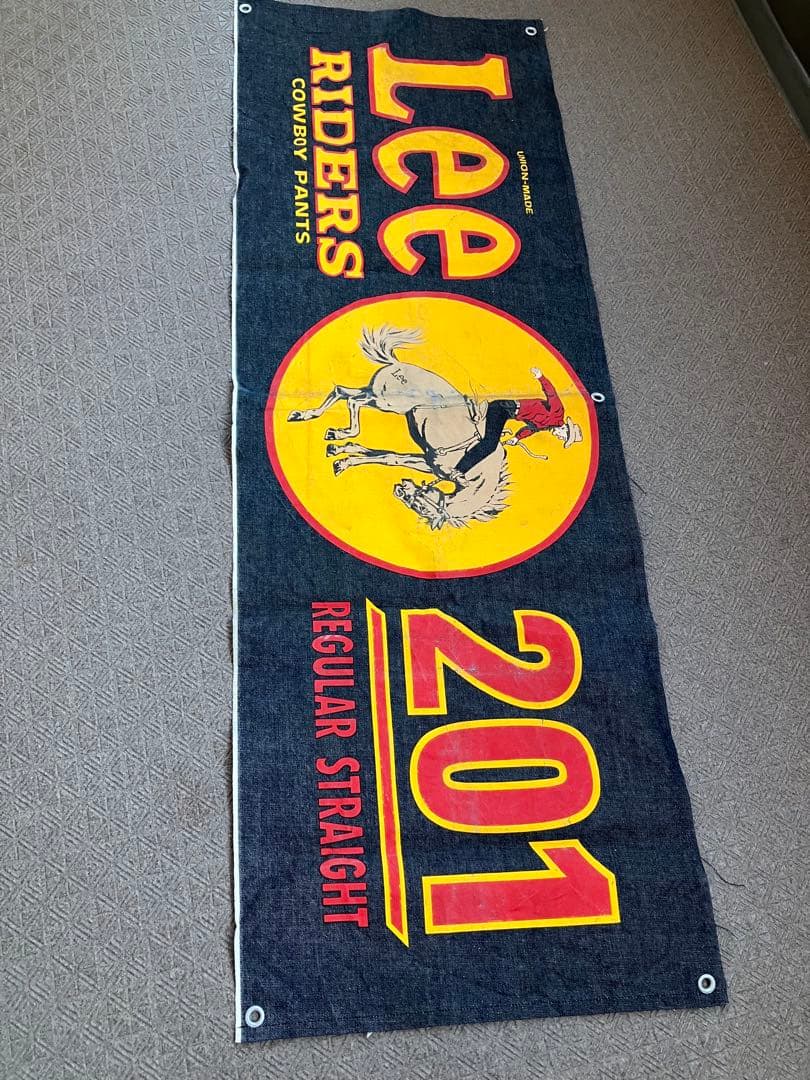 UNION-MADE
Lee
RIDERS
COWBOY PANTS
Lee
201
REGULAR STRAIGHT